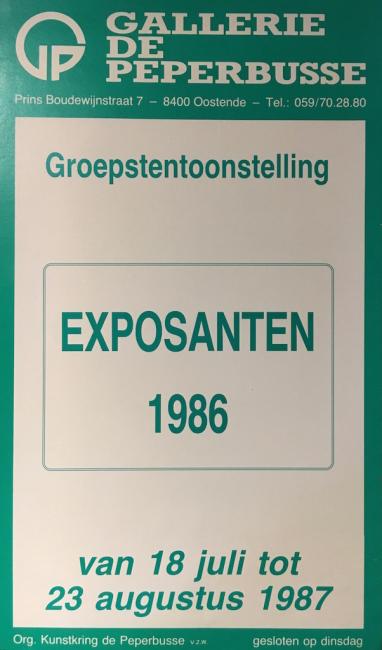 GALLERIE
DE
PEPERBUSSE
Prins Boudewijnstraat 7 – 8400 Oostende – Tel.: 059/70.28.80
Groepstentoonstelling
EXPOSANTEN
1986
van 18 juli tot
23 augustus 1987
Org. Kunstkring de Peperbusse v.z.w. gesloten op dinsdag